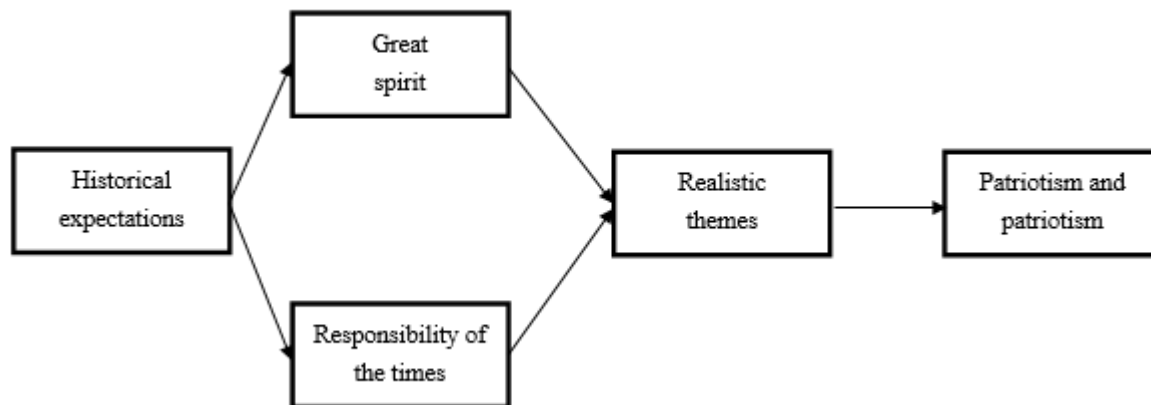 Great
spirit
Historical
expectations
Realistic
themes
Patriotism and
patriotism
Responsibility of
the times